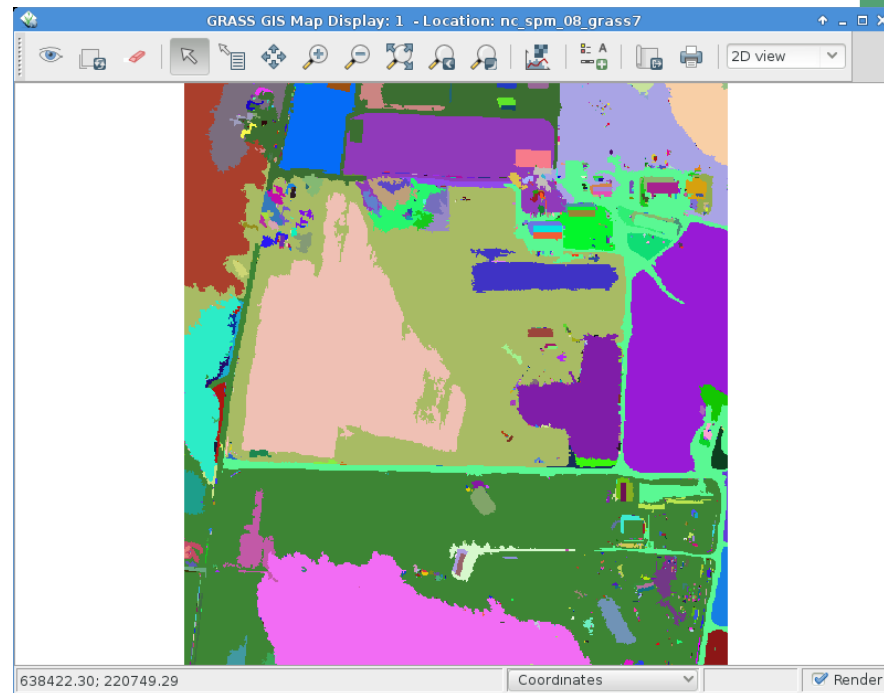 GRASS GIS Map Display: 1 - Location: nc_spm_08_grass7
2D view
638422.30; 220749.29
Coordinates
Render